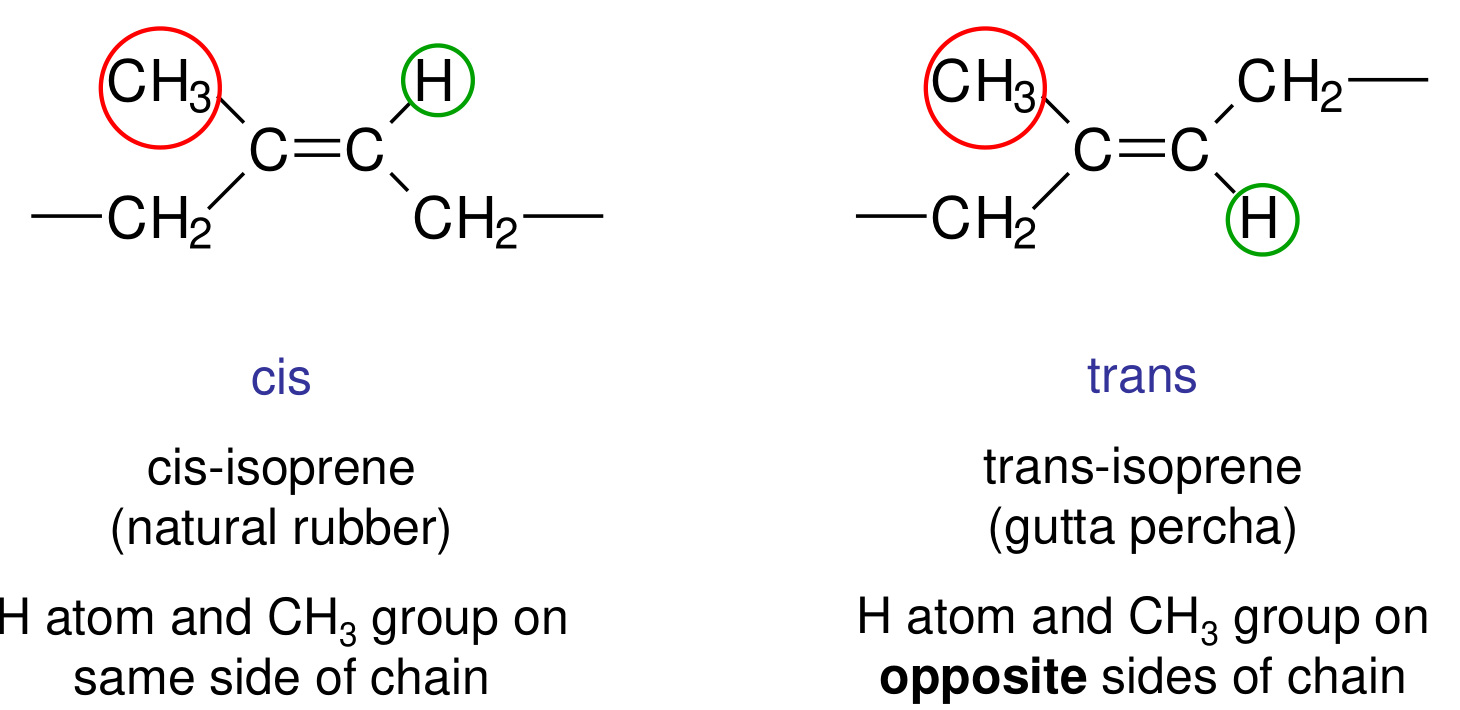 CH₃ H
C=C
—CH₂ CH₂—
cis
cis-isoprene
(natural rubber)
H atom and CH₃ group on
same side of chain
CH₃ CH₂—
C=C
—CH₂ H
trans
trans-isoprene
(gutta percha)
H atom and CH₃ group on
opposite sides of chain